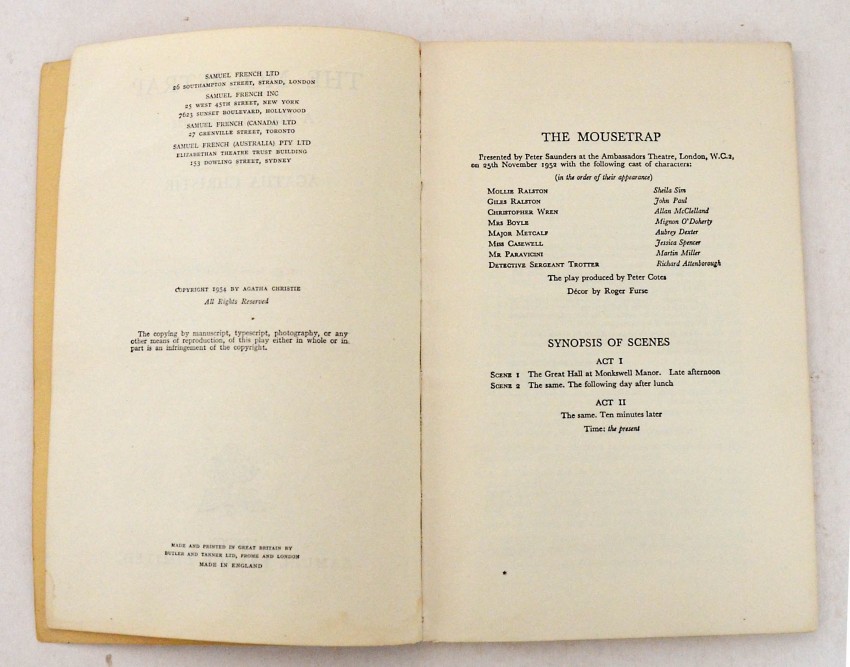 SAMUEL FRENCH LTD
26 SOUTHAMPTON STREET, STRAND, LONDON
SAMUEL FRENCH INC
25 WEST 45TH STREET, NEW YORK
7623 SUNSET BOULEVARD, HOLLYWOOD
SAMUEL FRENCH (CANADA) LTD
27 GRENVILLE STREET, TORONTO
SAMUEL FRENCH (AUSTRALIA) PTY LTD
ELIZABETHAN THEATRE TRUST BUILDING
153 DOWLING STREET, SYDNEY
COPYRIGHT 1954 BY AGATHA CHRISTIE
All Rights Reserved
The copying by manuscript, typescript, photography, or any
other means of reproduction, of this play either in whole or in
part is an infringement of the copyright.
MADE AND PRINTED IN GREAT BRITAIN BY
BUTLER AND TANNER LTD, FROME AND LONDON
MADE IN ENGLAND
THE MOUSETRAP
Presented by Peter Saunders at the Ambassadors Theatre, London, W.C.2,
on 25th November 1952 with the following cast of characters:
(in the order of their appearance)
MOLLIE RALSTON Sheila Sim
GILES RALSTON John Paul
CHRISTOPHER WREN Allan McClelland
MRS BOYLE Mignon O'Doherty
MAJOR METCALF Aubrey Dexter
MISS CASEWELL Jessica Spencer
MR PARAVICINI Martin Miller
DETECTIVE SERGEANT TROTTER Richard Attenborough
The play produced by Peter Cotes
Décor by Roger Furse
SYNOPSIS OF SCENES
ACT I
SCENE 1 The Great Hall at Monkswell Manor. Late afternoon
SCENE 2 The same. The following day after lunch
ACT II
The same. Ten minutes later
Time: the present